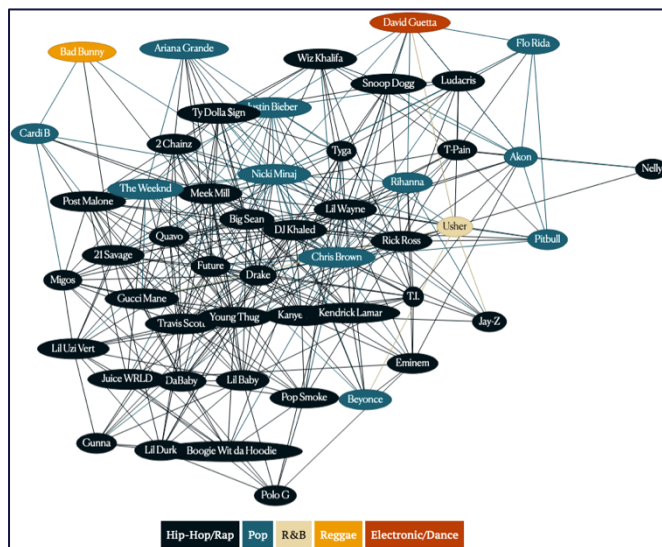 David Guetta
Bad Bunny
Ariana Grande
Flo Rida
Wiz Khalifa
Snoop Dogg
Ludacris
Ty Dolla $ign
Justin Bieber
Cardi B
2 Chainz
Tyga
T-Pain
Akon
Nelly
The Weeknd
Meek Mill
Nicki Minaj
Rihanna
Post Malone
Big Sean
Lil Wayne
Quavo
DJ Khaled
Rick Ross
Usher
Pitbull
21 Savage
Chris Brown
Migos
Future
Drake
Gucci Mane
T.I.
Travis Scott
Young Thug
Kanye
Kendrick Lamar
Jay-Z
Lil Uzi Vert
Eminem
Juice WRLD
DaBaby
Lil Baby
Pop Smoke
Beyonce
Gunna
Lil Durk
Boogie Wit da Hoodie
Polo G
Hip-Hop/Rap Pop R&B Reggae Electronic/Dance